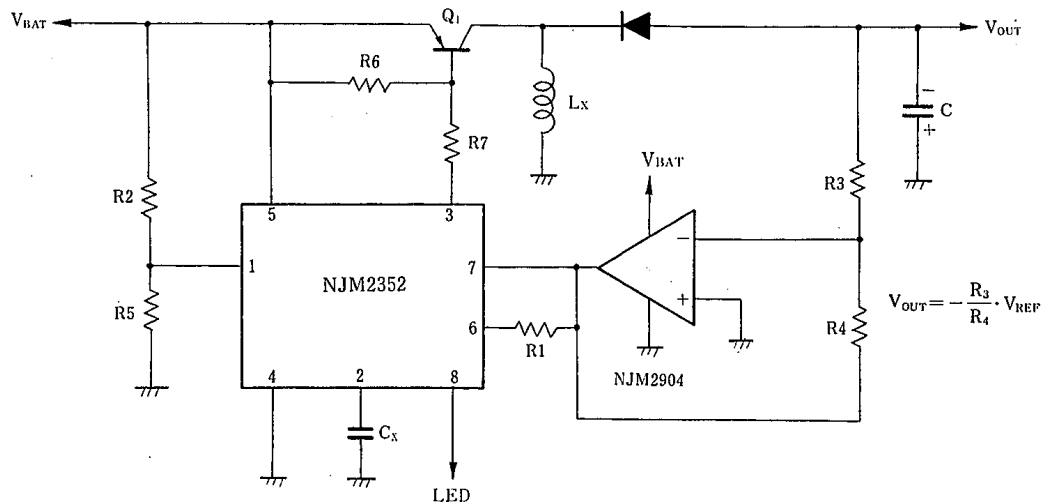 VBAT
Q1
VOUT
R6
LX
C
−
+
R7
VBAT
R2
R3
5
3
1
NJM2352
7
−
+
VOUT=−R3/R4·VREF
R5
6
R1
R4
NJM2904
4
2
8
CX
LED